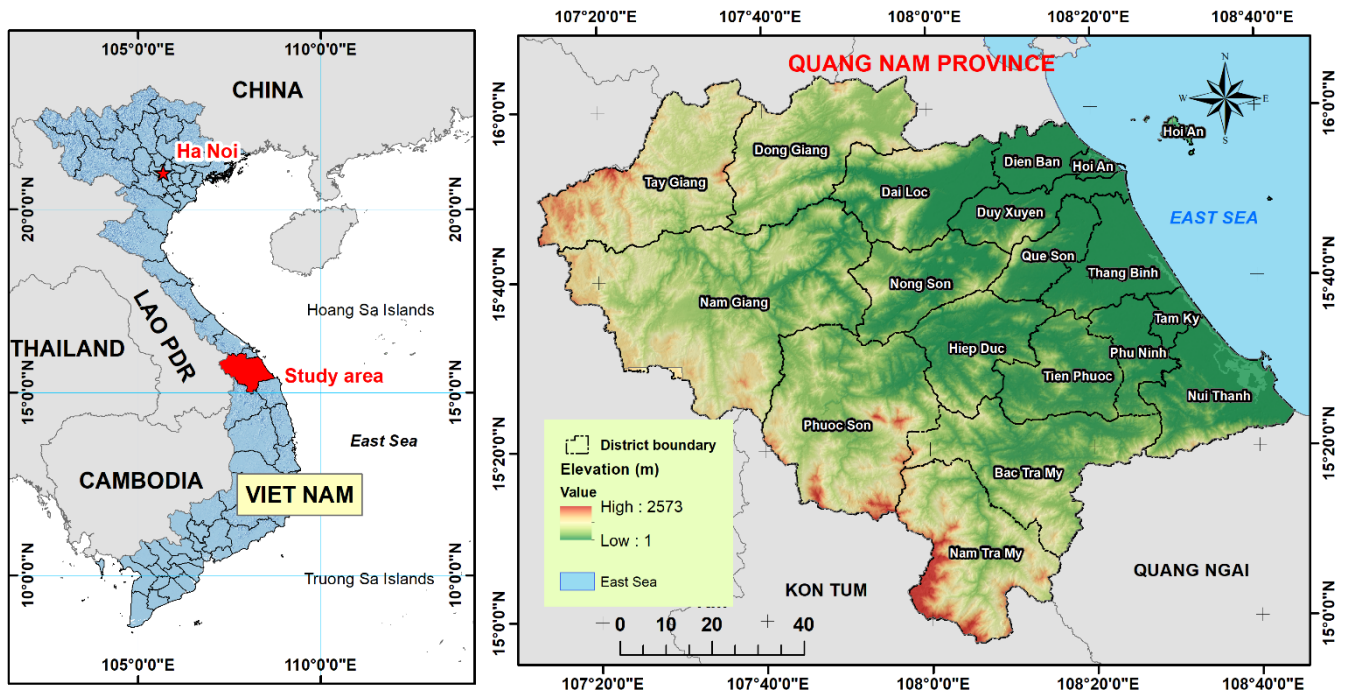 105°0'0"E
110°0'0"E
CHINA
Ha Noi
20°0'0"N
20°0'0"N
Hoang Sa Islands
LAO PDR
THAILAND
Study area
15°0'0"N
15°0'0"N
East Sea
CAMBODIA
VIET NAM
10°0'0"N
10°0'0"N
Truong Sa Islands
105°0'0"E
110°0'0"E
107°20'0"E
107°40'0"E
108°0'0"E
108°20'0"E
108°40'0"E
QUANG NAM PROVINCE
N
W
E
S
16°0'0"N
16°0'0"N
Hoi An
Dong Giang
Dien Ban
Hoi An
Tay Giang
Dai Loc
Duy Xuyen
EAST SEA
Que Son
15°40'0"N
15°40'0"N
Thang Binh
Nong Son
Nam Giang
Tam Ky
Hiep Duc
Phu Ninh
Tien Phuoc
Nui Thanh
Phuoc Son
15°20'0"N
15°20'0"N
Bac Tra My
District boundary
Elevation (m)
Value
High : 2573
Low : 1
East Sea
Nam Tra My
QUANG NGAI
KON TUM
15°0'0"N
15°0'0"N
0 10 20 40
107°20'0"E
107°40'0"E
108°0'0"E
108°20'0"E
108°40'0"E